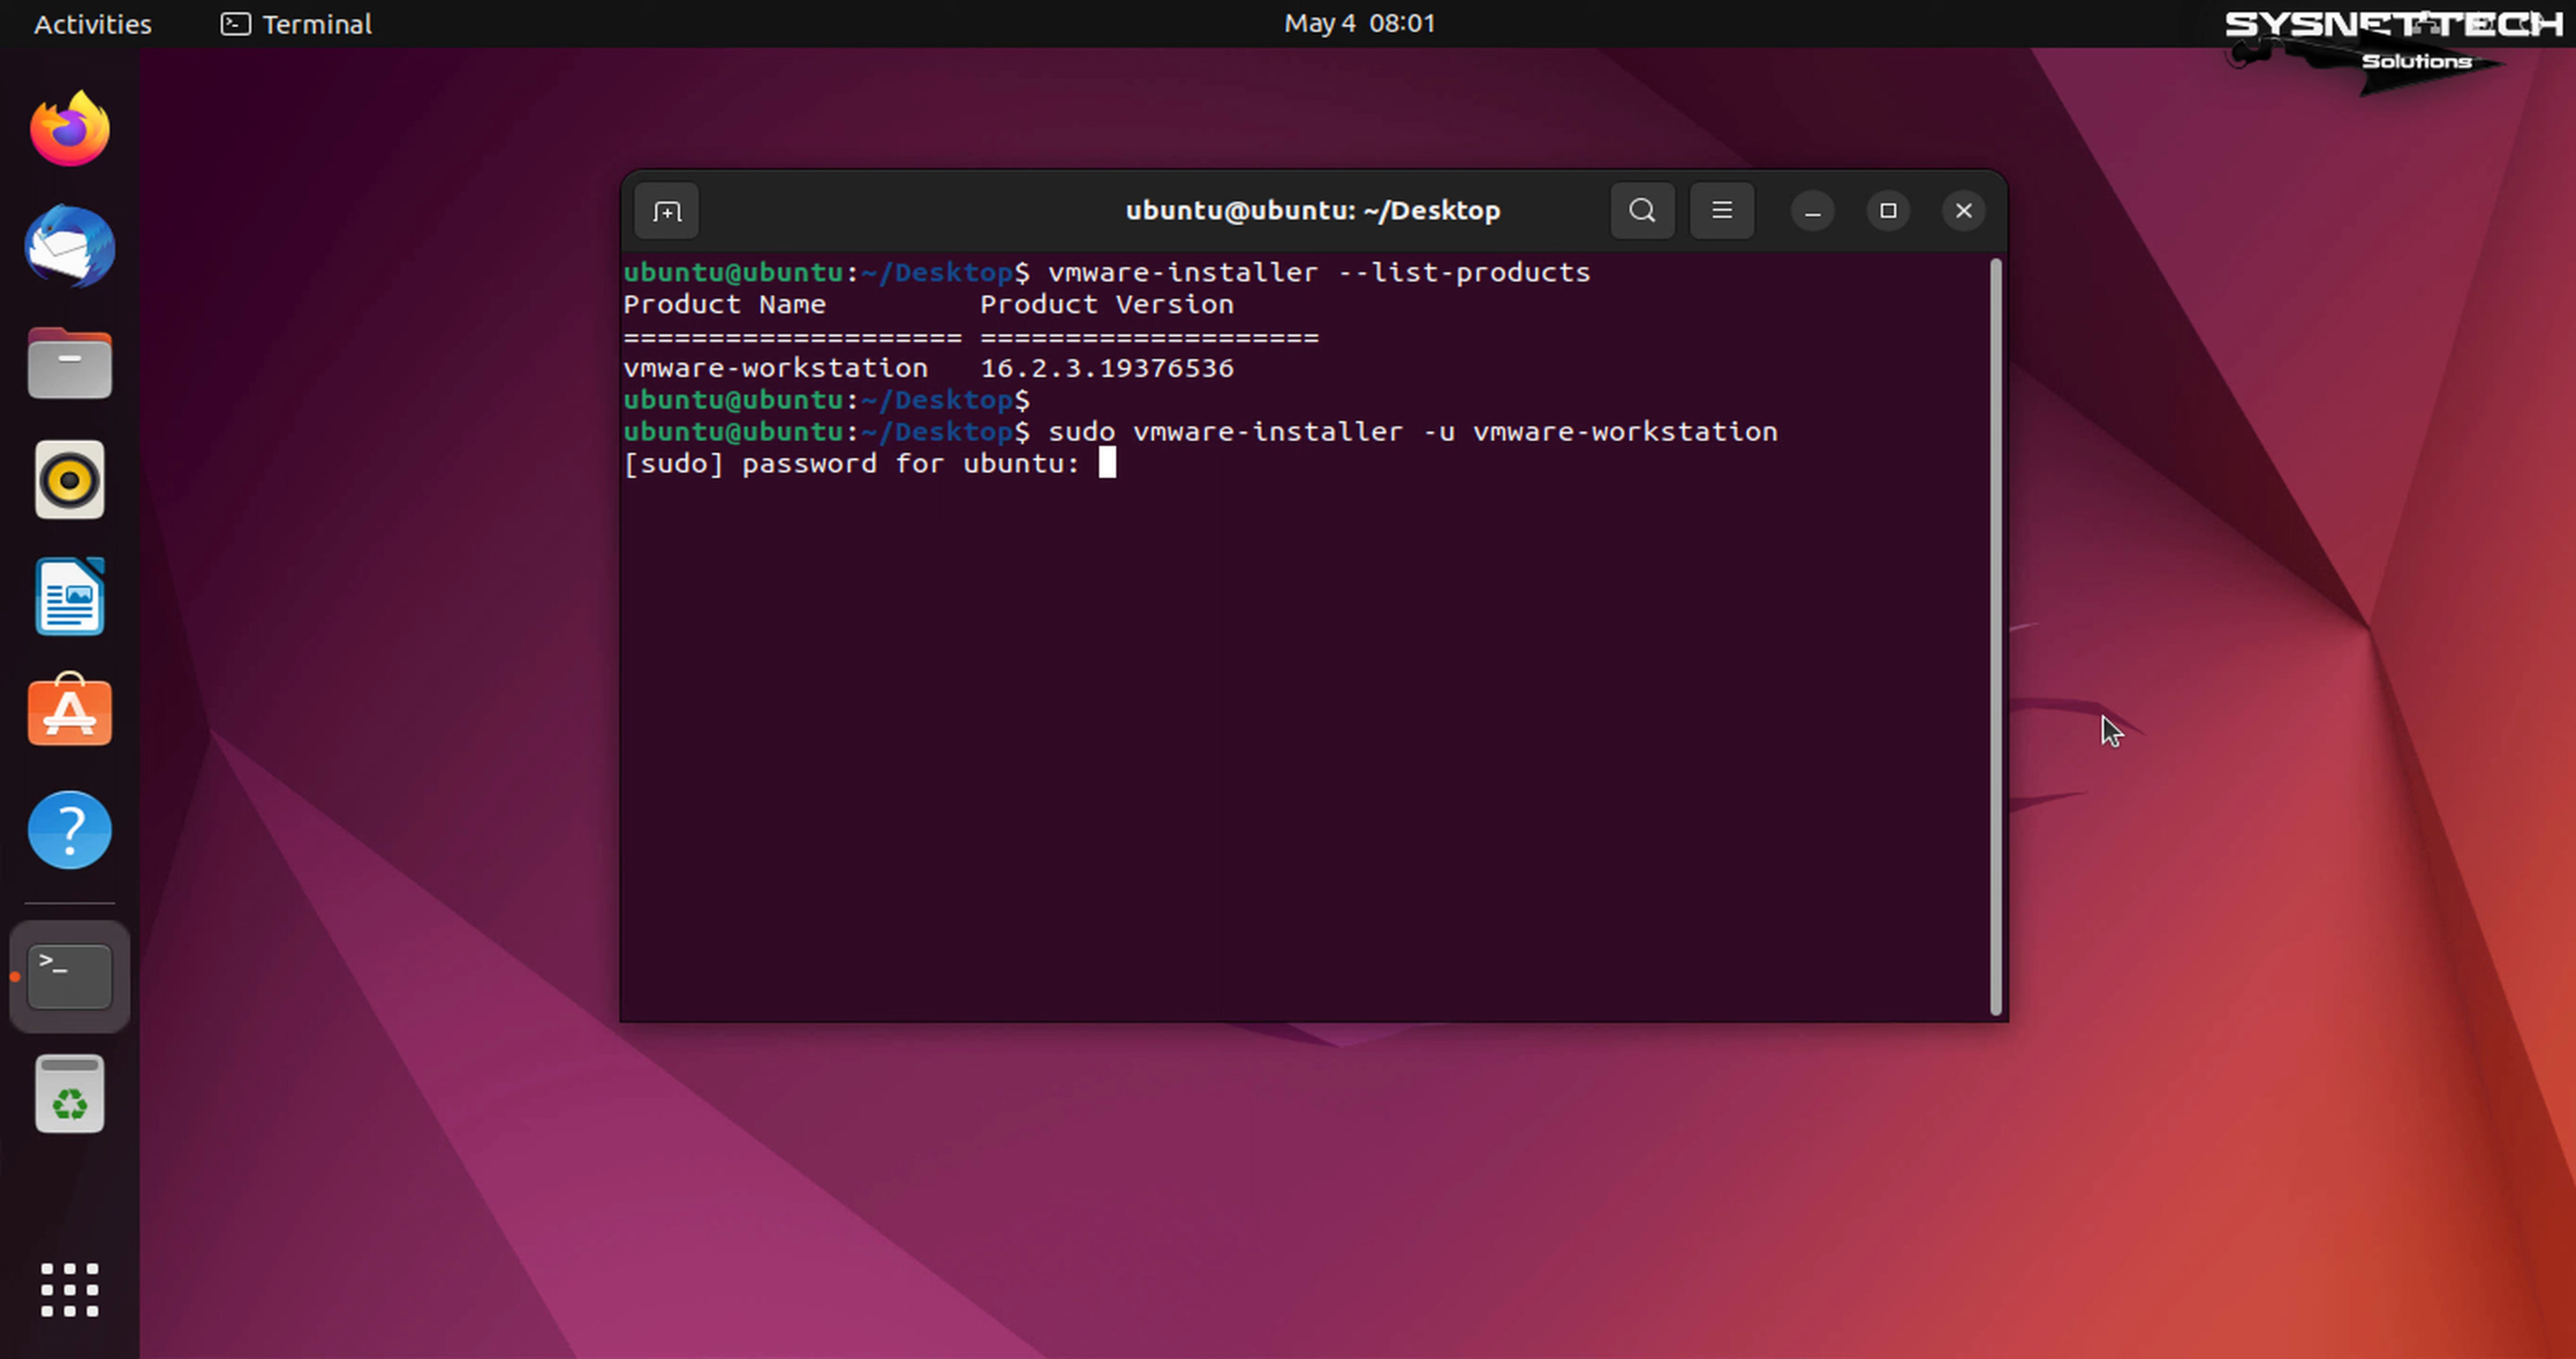 Activities
Terminal
May 4 08:01
SYSNETTECH
Solutions
ubuntu@ubuntu: ~/Desktop
ubuntu@ubuntu:~/Desktop$ vmware-installer --list-products
Product Name         Product Version
==================== ====================
vmware-workstation   16.2.3.19376536
ubuntu@ubuntu:~/Desktop$
ubuntu@ubuntu:~/Desktop$ sudo vmware-installer -u vmware-workstation
[sudo] password for ubuntu: